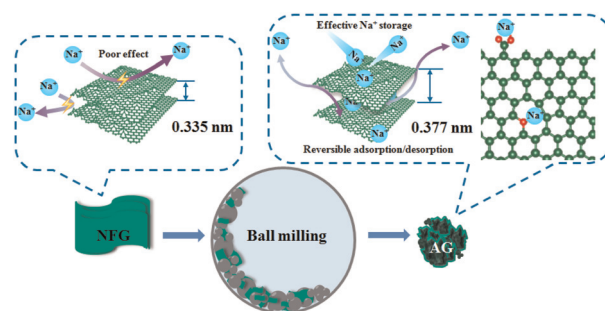 Na⁺
Poor effect
Na⁺
Na⁺
Na⁺
0.335 nm
Effective Na⁺ storage
Na⁺
Na
Na⁺
Na⁺
Na⁺
Na⁺
Na⁺
0.377 nm
Reversible adsorption/desorption
Na⁺
Na⁺
NFG
Ball milling
AG